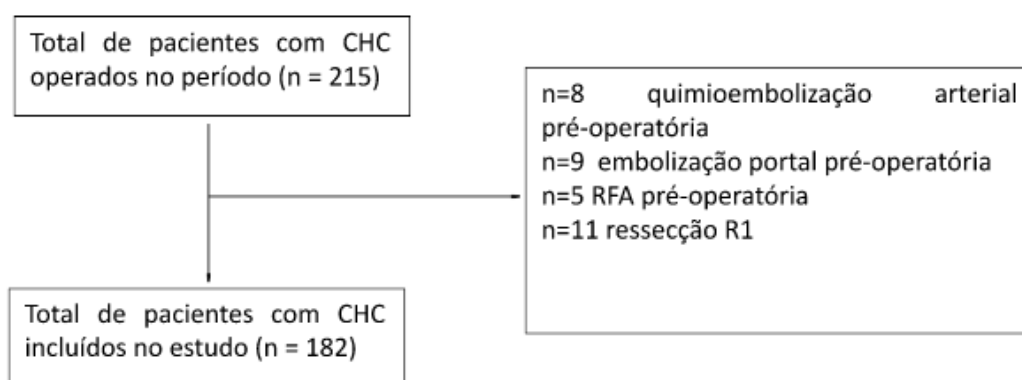 Total de pacientes com CHC
operados no período (n = 215)
n=8 quimioembolização arterial
pré-operatória
n=9 embolização portal pré-operatória
n=5 RFA pré-operatória
n=11 ressecção R1
Total de pacientes com CHC
incluídos no estudo (n = 182)